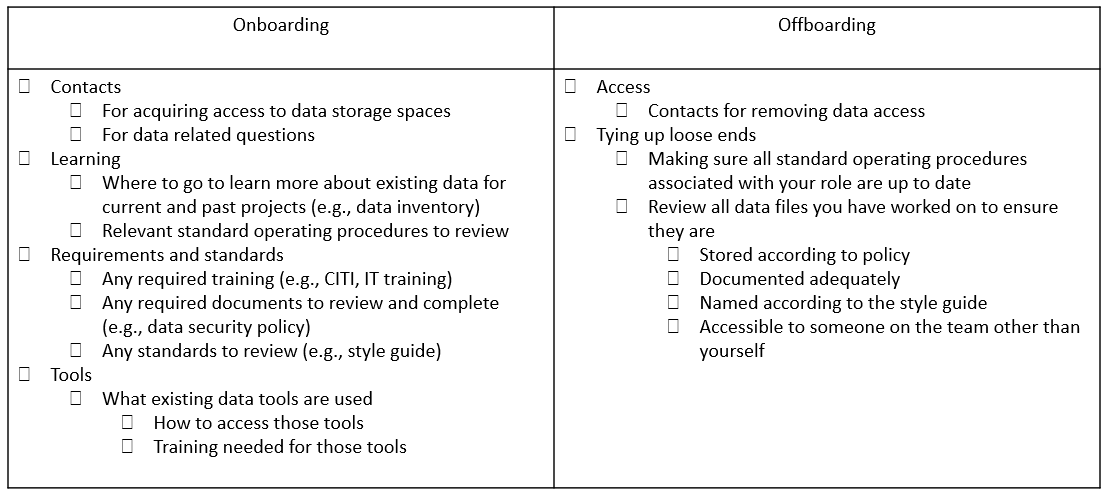 Onboarding
Offboarding
Contacts
For acquiring access to data storage spaces
For data related questions
Learning
Where to go to learn more about existing data for
current and past projects (e.g., data inventory)
Relevant standard operating procedures to review
Requirements and standards
Any required training (e.g., CITI, IT training)
Any required documents to review and complete
(e.g., data security policy)
Any standards to review (e.g., style guide)
Tools
What existing data tools are used
How to access those tools
Training needed for those tools
Access
Contacts for removing data access
Tying up loose ends
Making sure all standard operating procedures
associated with your role are up to date
Review all data files you have worked on to ensure
they are
Stored according to policy
Documented adequately
Named according to the style guide
Accessible to someone on the team other than
yourself